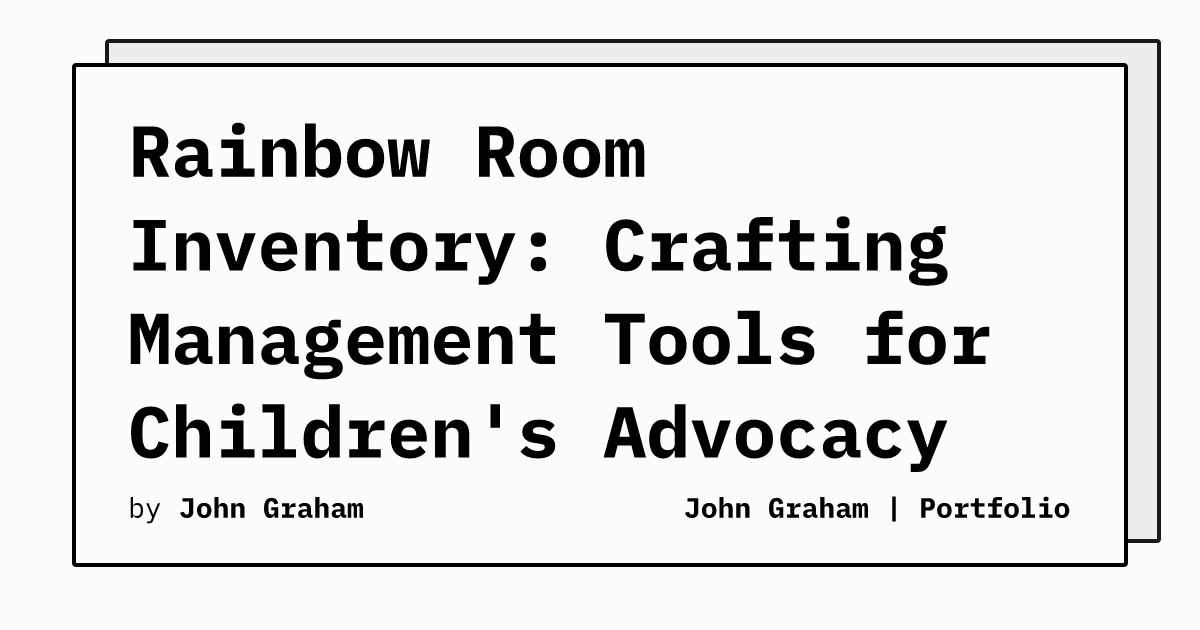 Rainbow Room
Inventory: Crafting
Management Tools for
Children's Advocacy
by John Graham
John Graham | Portfolio